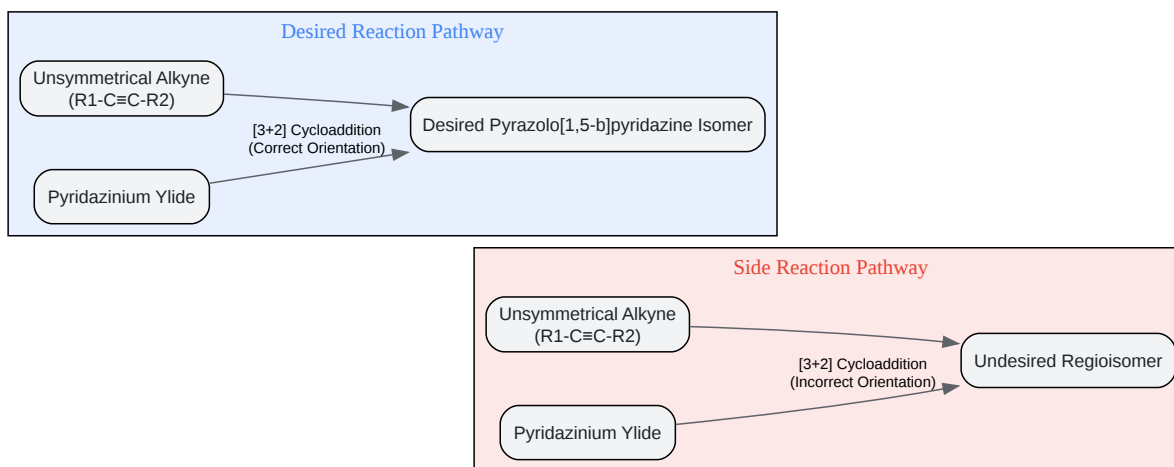 Desired Reaction Pathway
Unsymmetrical Alkyne
(R1-C≡C-R2)
[3+2] Cycloaddition
(Correct Orientation)
Desired Pyrazolo[1,5-b]pyridazine Isomer
Pyridazinium Ylide
Side Reaction Pathway
Unsymmetrical Alkyne
(R1-C≡C-R2)
[3+2] Cycloaddition
(Incorrect Orientation)
Undesired Regioisomer
Pyridazinium Ylide